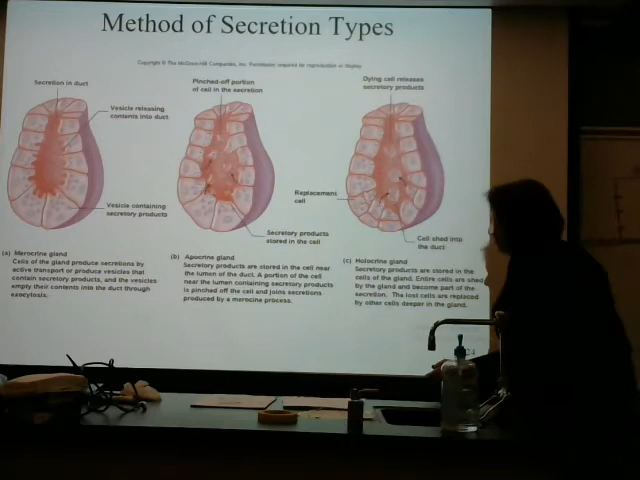 Method of Secretion Types
Copyright © The McGraw-Hill Companies, Inc. Permission required for reproduction or display.
Secretion in duct
Vesicle releasing
contents into duct
Vesicle containing
secretory products
Pinched-off portion
of cell in the secretion
Secretory products
stored in the cell
Dying cell releases
secretory products
Replacement
cell
Cell shed into
the duct
(a) Merocrine gland
Cells of the gland produce secretions by
active transport or produce vesicles that
contain secretory products, and the vesicles
empty their contents into the duct through
exocytosis.
(b) Apocrine gland
Secretory products are stored in the cell near
the lumen of the duct. A portion of the cell
near the lumen containing secretory products
is pinched off the cell and joins secretions
produced by a merocrine process.
(c) Holocrine gland
Secretory products are stored in the
cells of the gland. Entire cells are shed
by the gland and become part of the
secretion. The lost cells are replaced
by other cells deeper in the gland.